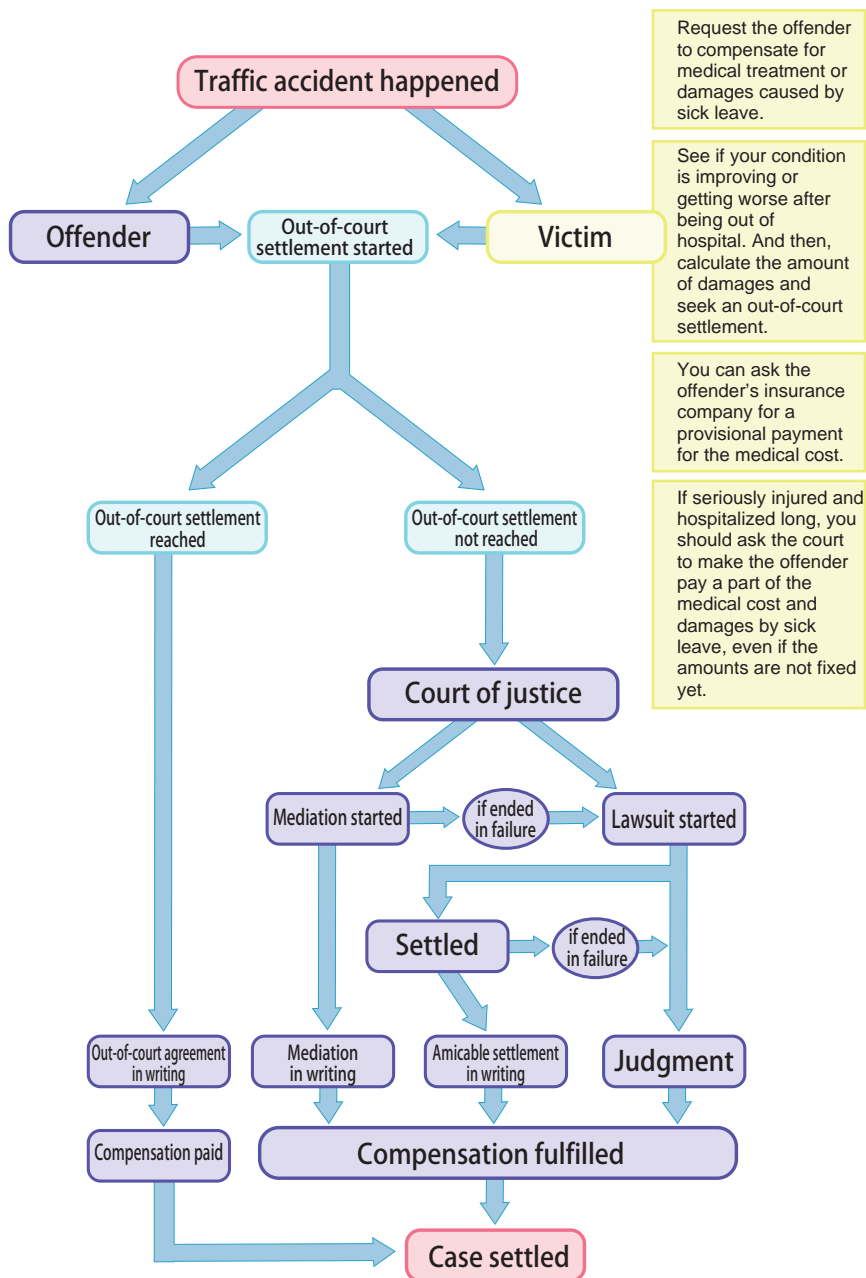 Traffic accident happened
Request the offender
to compensate for
medical treatment or
damages caused by
sick leave.
Offender
Out-of-court
settlement started
Victim
See if your condition
is improving or
getting worse after
being out of
hospital. And then,
calculate the amount
of damages and
seek an out-of-court
settlement.
You can ask the
offender's insurance
company for a
provisional payment
for the medical cost.
Out-of-court settlement
reached
Out-of-court settlement
not reached
If seriously injured and
hospitalized long, you
should ask the court
to make the offender
pay a part of the
medical cost and
damages by sick
leave, even if the
amounts are not fixed
yet.
Court of justice
Mediation started
if ended
in failure
Lawsuit started
Settled
if ended
in failure
Out-of-court agreement
in writing
Mediation
in writing
Amicable settlement
in writing
Judgment
Compensation paid
Compensation fulfilled
Case settled